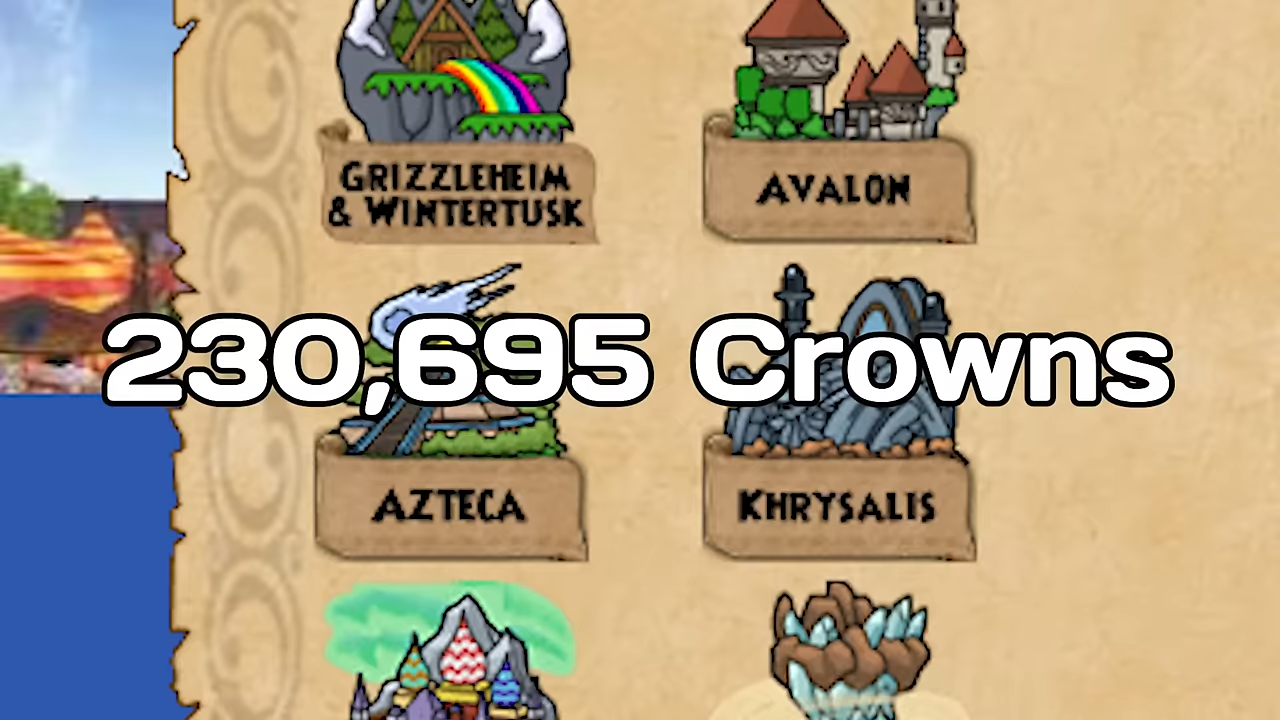 GRIZZLEHEIM
& WINTERTUSK
AVALON
230,695 Crowns
AZTECA
KHRYSALIS